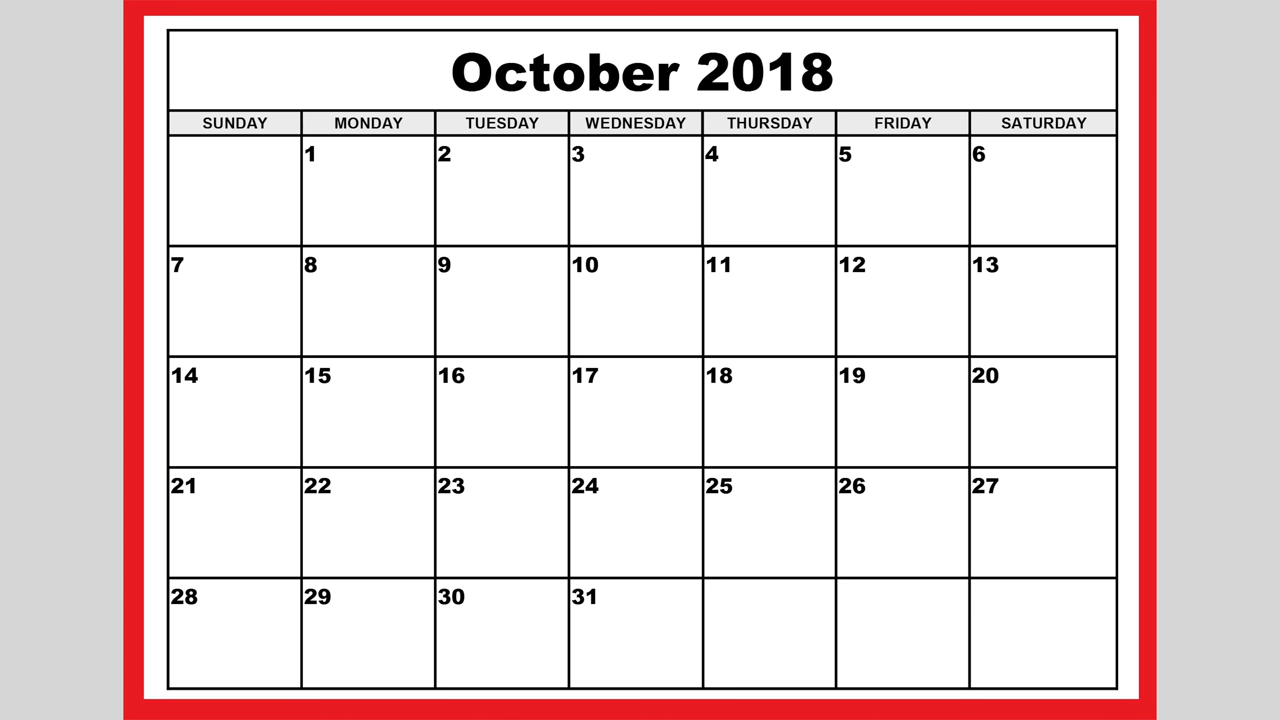 October 2018
SUNDAY MONDAY TUESDAY WEDNESDAY THURSDAY FRIDAY SATURDAY
1 2 3 4 5 6
7 8 9 10 11 12 13
14 15 16 17 18 19 20
21 22 23 24 25 26 27
28 29 30 31